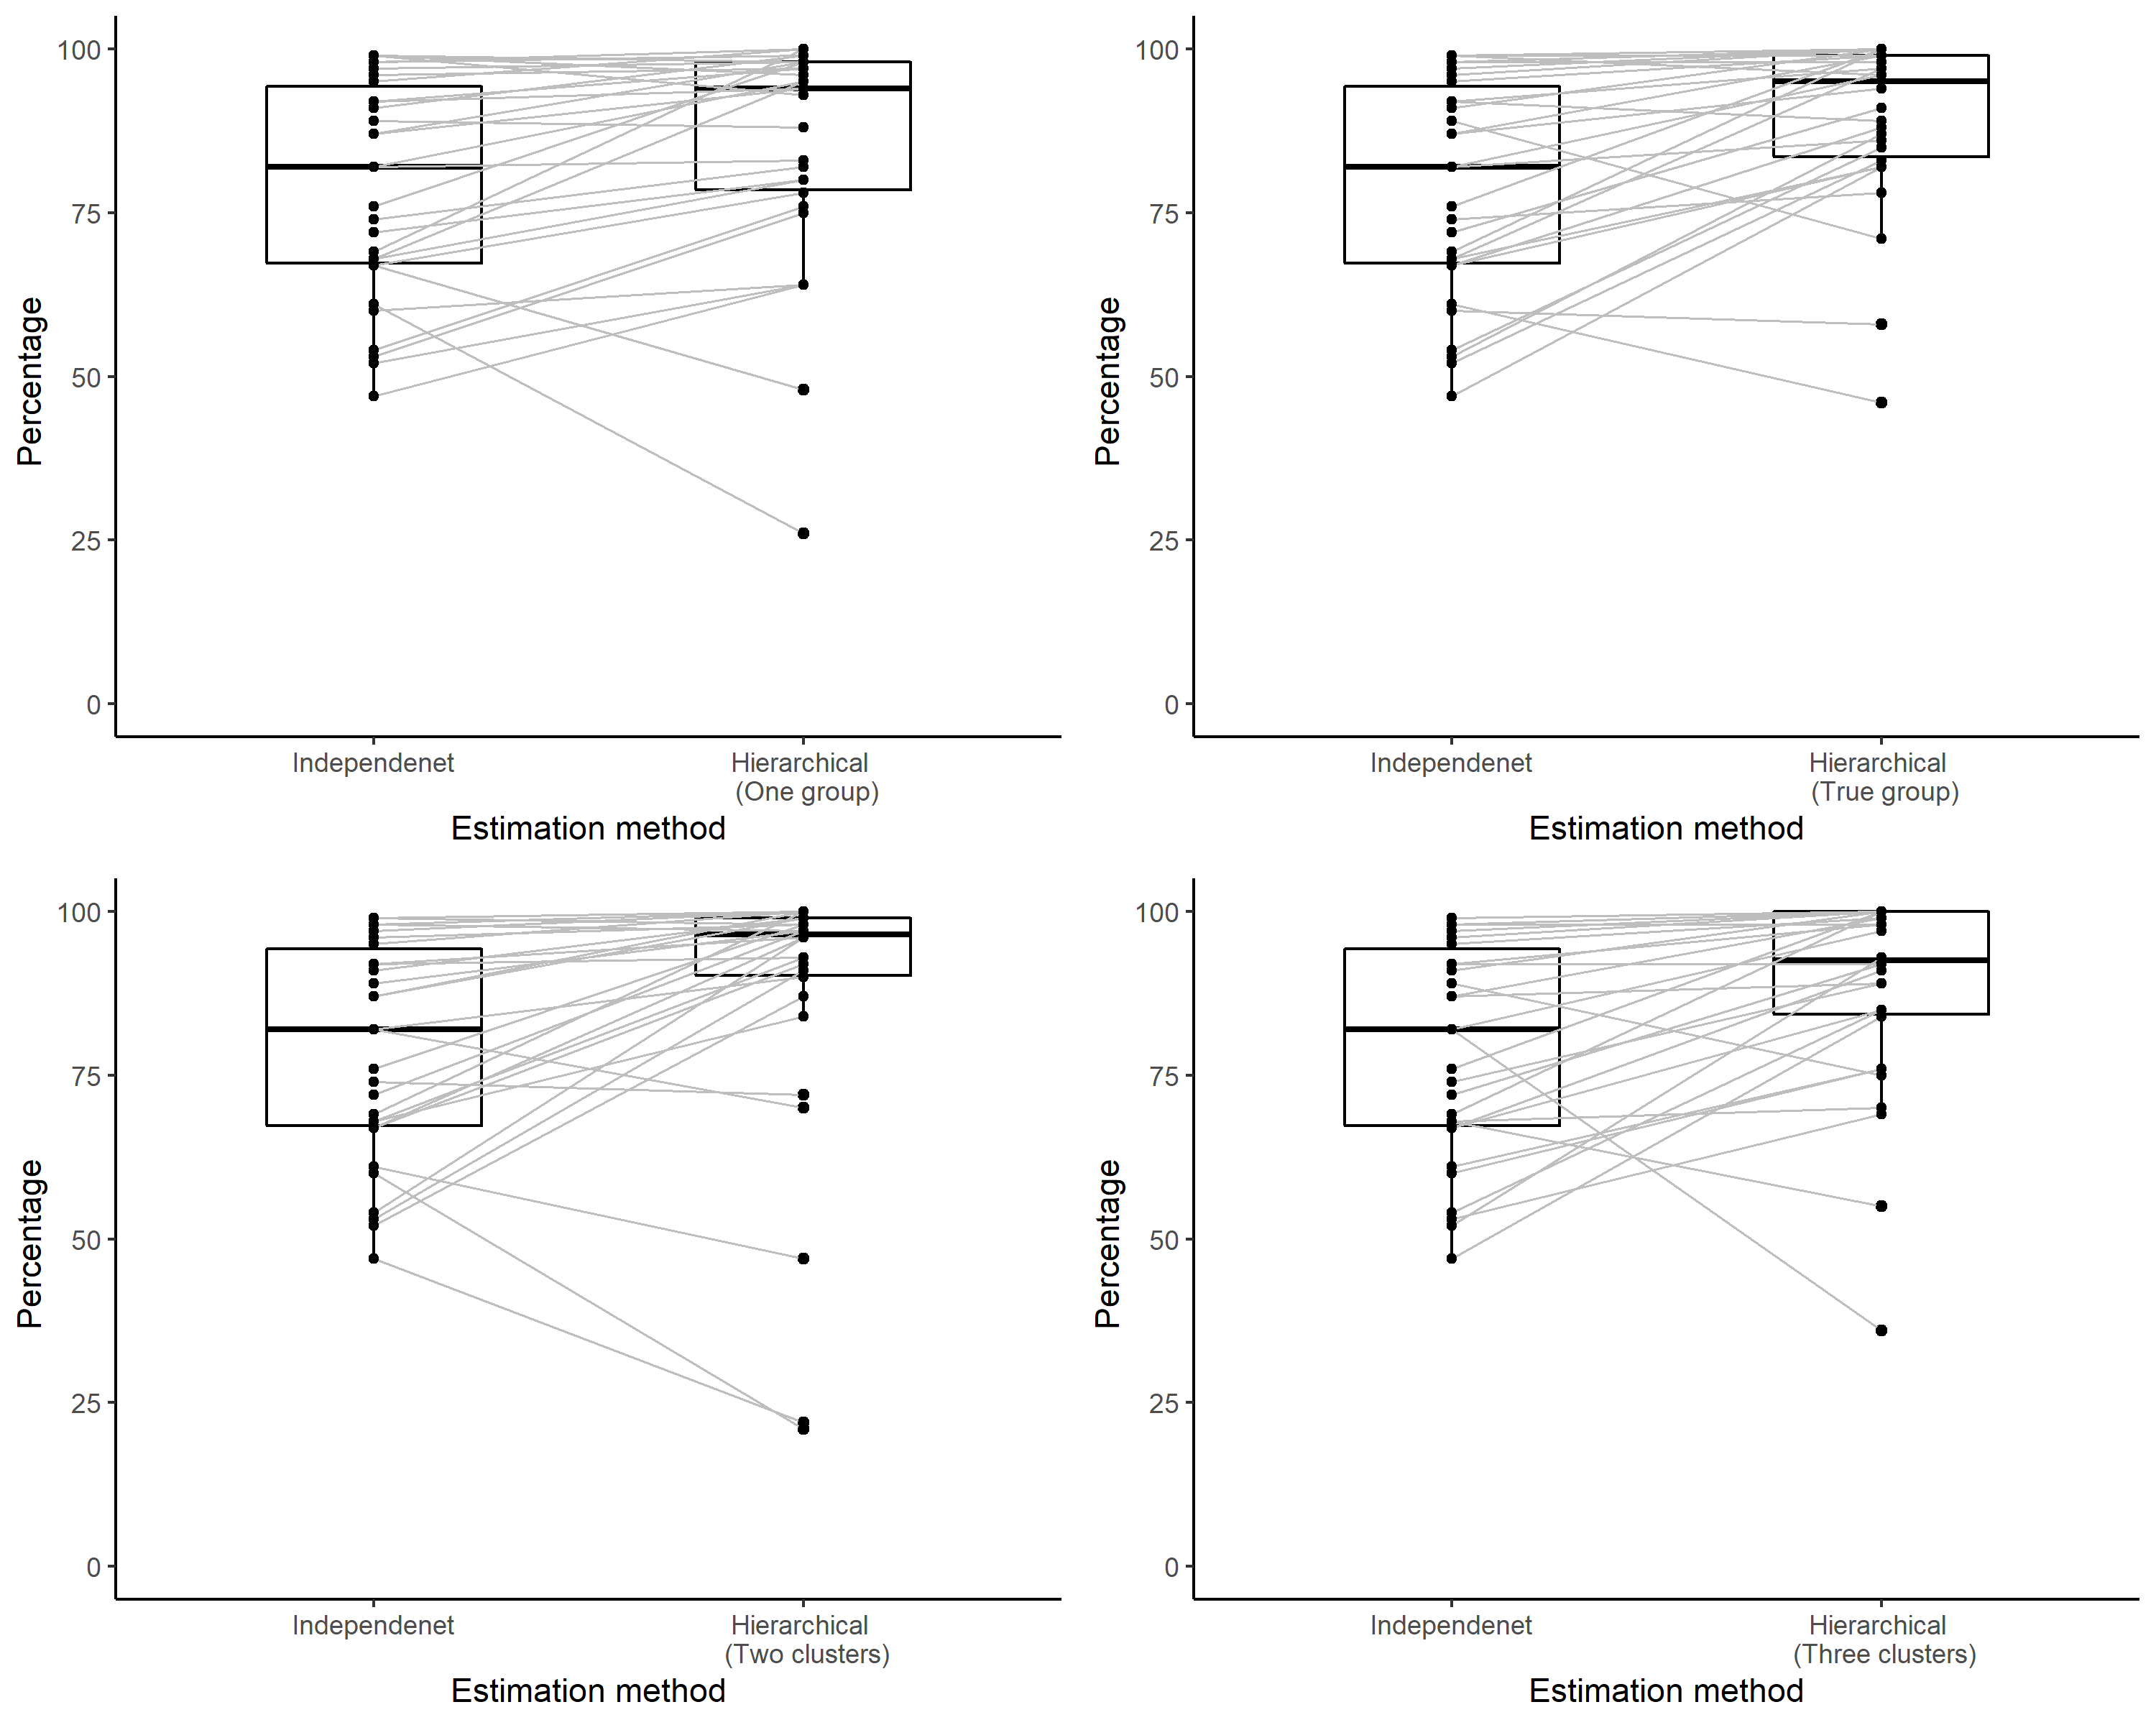 100
75
50
25
0
Percentage
Independenet
Hierarchical
(One group)
Estimation method
100
75
50
25
0
Percentage
Independenet
Hierarchical
(True group)
Estimation method
100
75
50
25
0
Percentage
Independenet
Hierarchical
(Two clusters)
Estimation method
100
75
50
25
0
Percentage
Independenet
Hierarchical
(Three clusters)
Estimation method